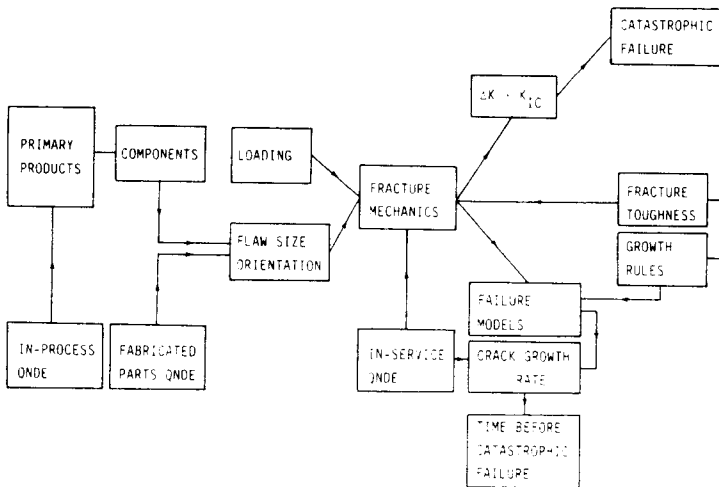 CATASTROPHIC
FAILURE
ΔK > K IC
PRIMARY
PRODUCTS
COMPONENTS
LOADING
FRACTURE
MECHANICS
FRACTURE
TOUGHNESS
FLAW SIZE
ORIENTATION
GROWTH
RULES
FAILURE
MODELS
IN-PROCESS
QNDE
FABRICATED
PARTS QNDE
IN-SERVICE
QNDE
CRACK GROWTH
RATE
TIME BEFORE
CATASTROPHIC
FAILURE